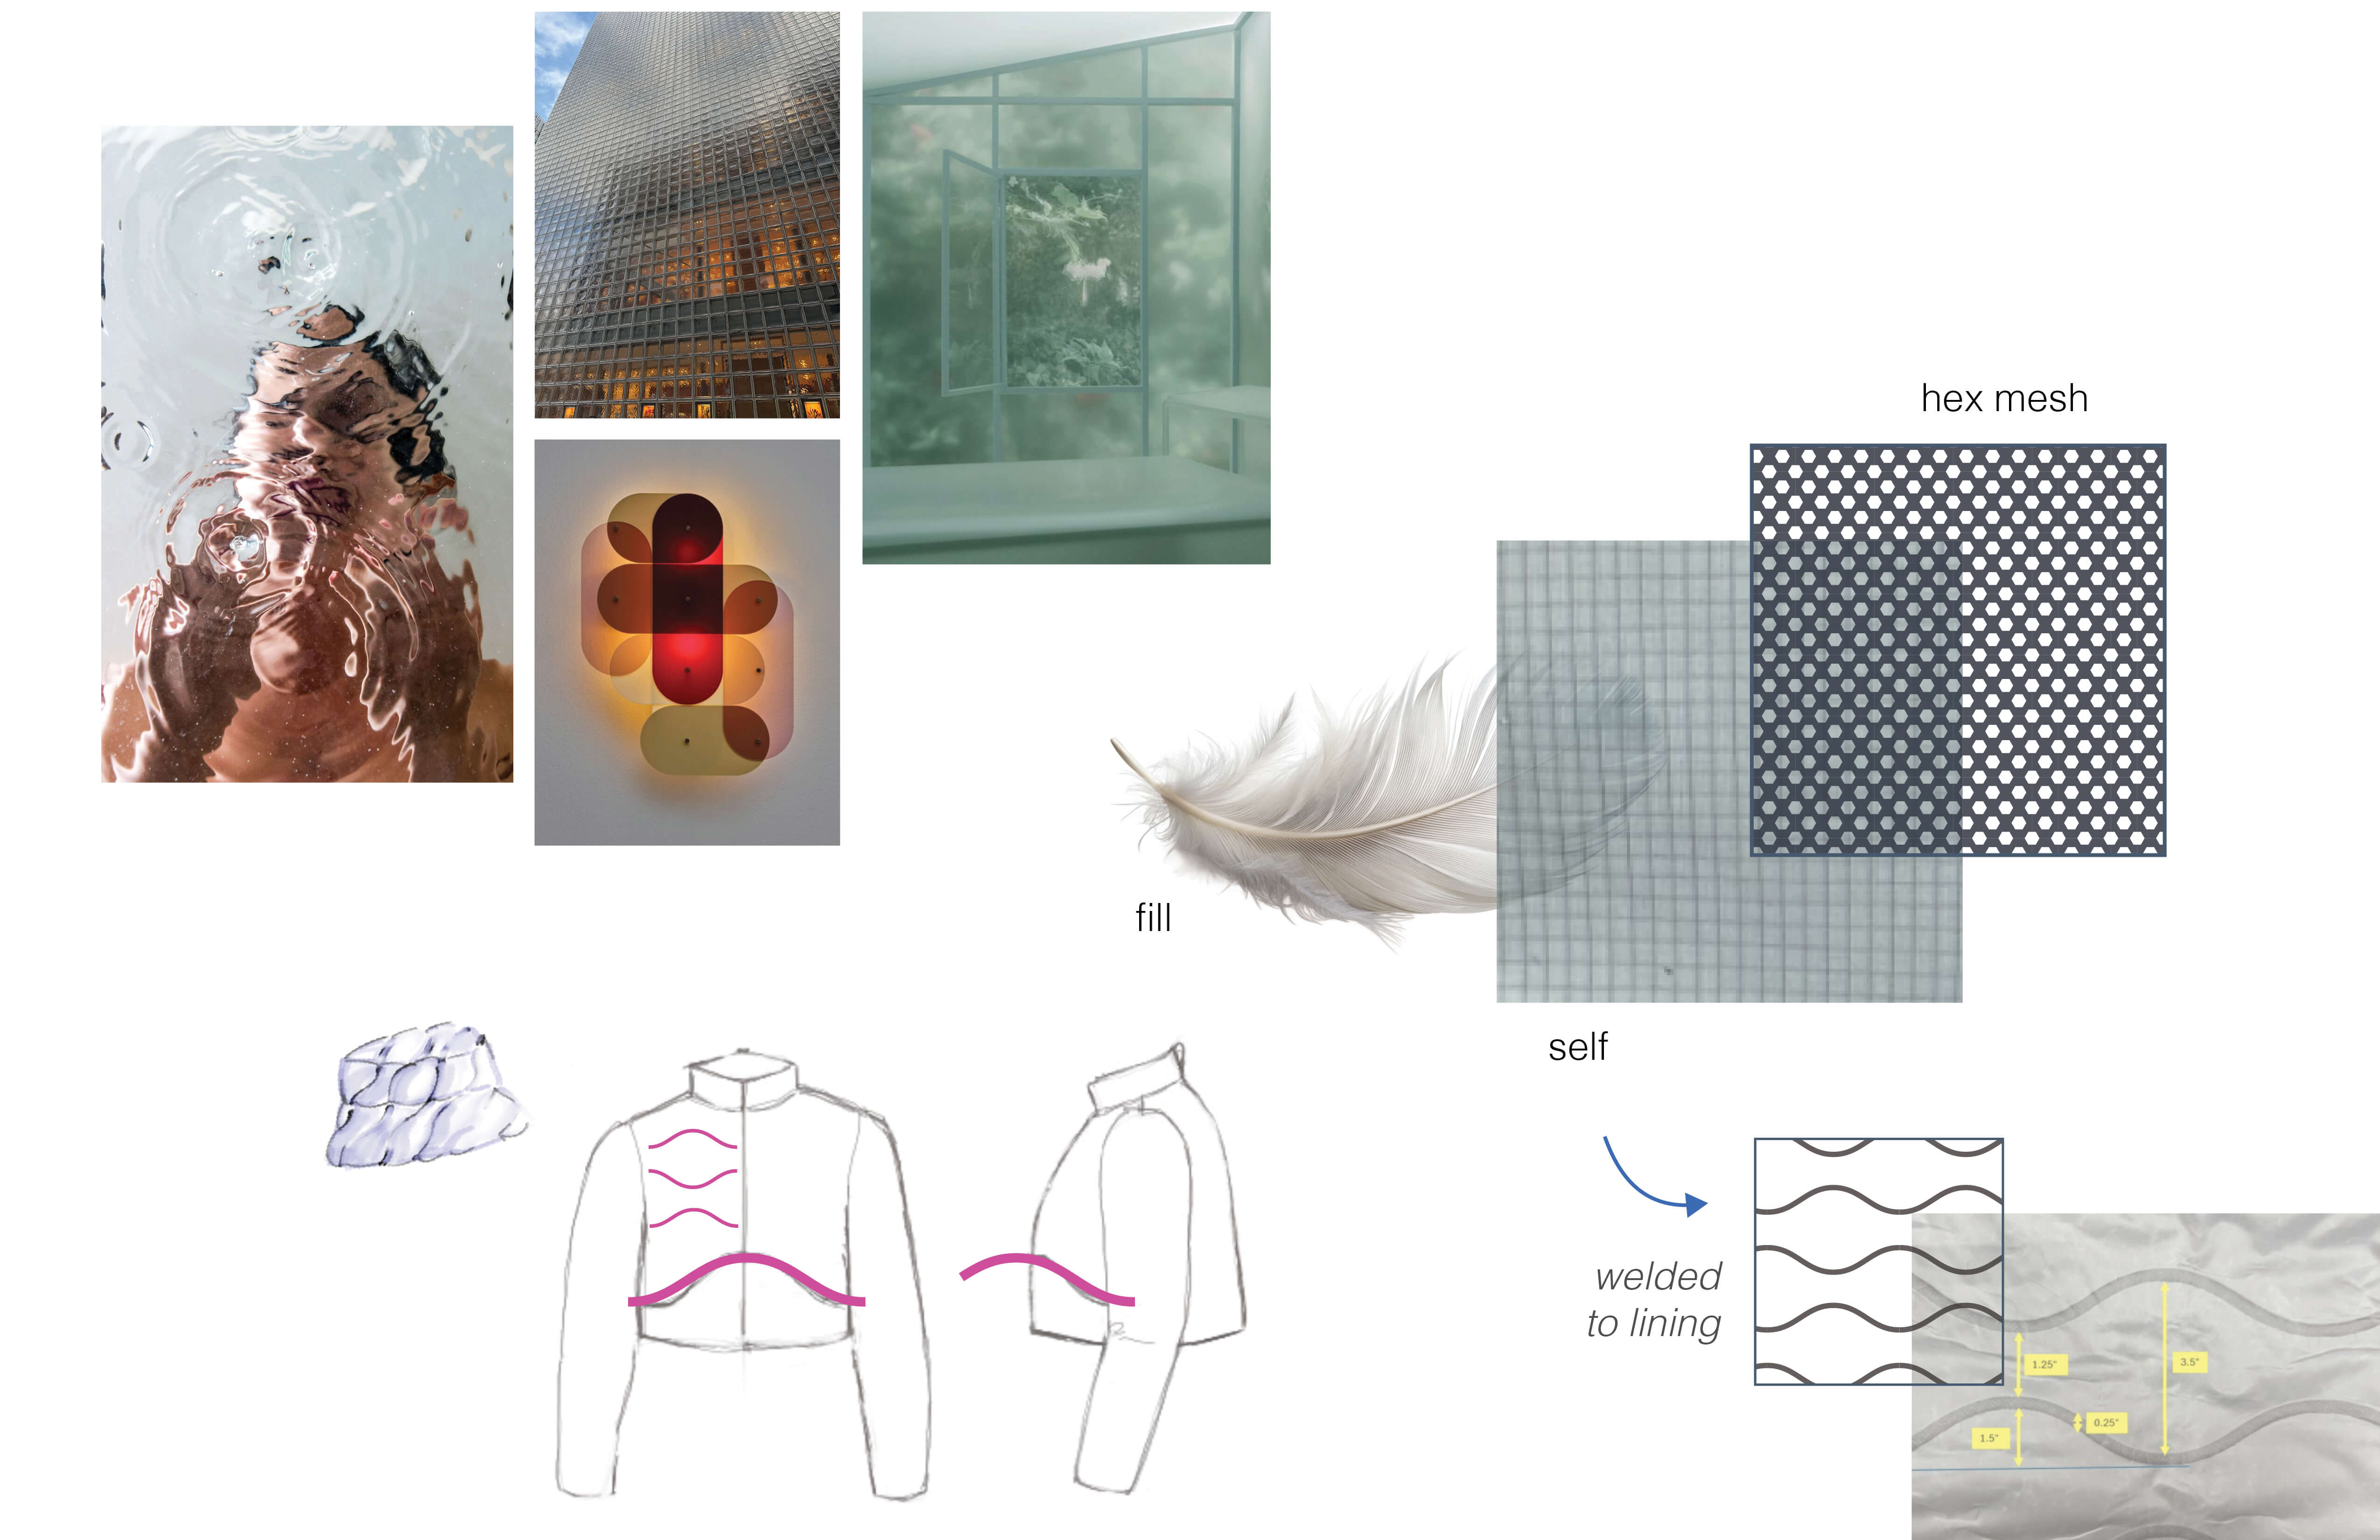 hex mesh
fill
self
welded
to lining
1.25"
3.5"
0.25"
1.5"